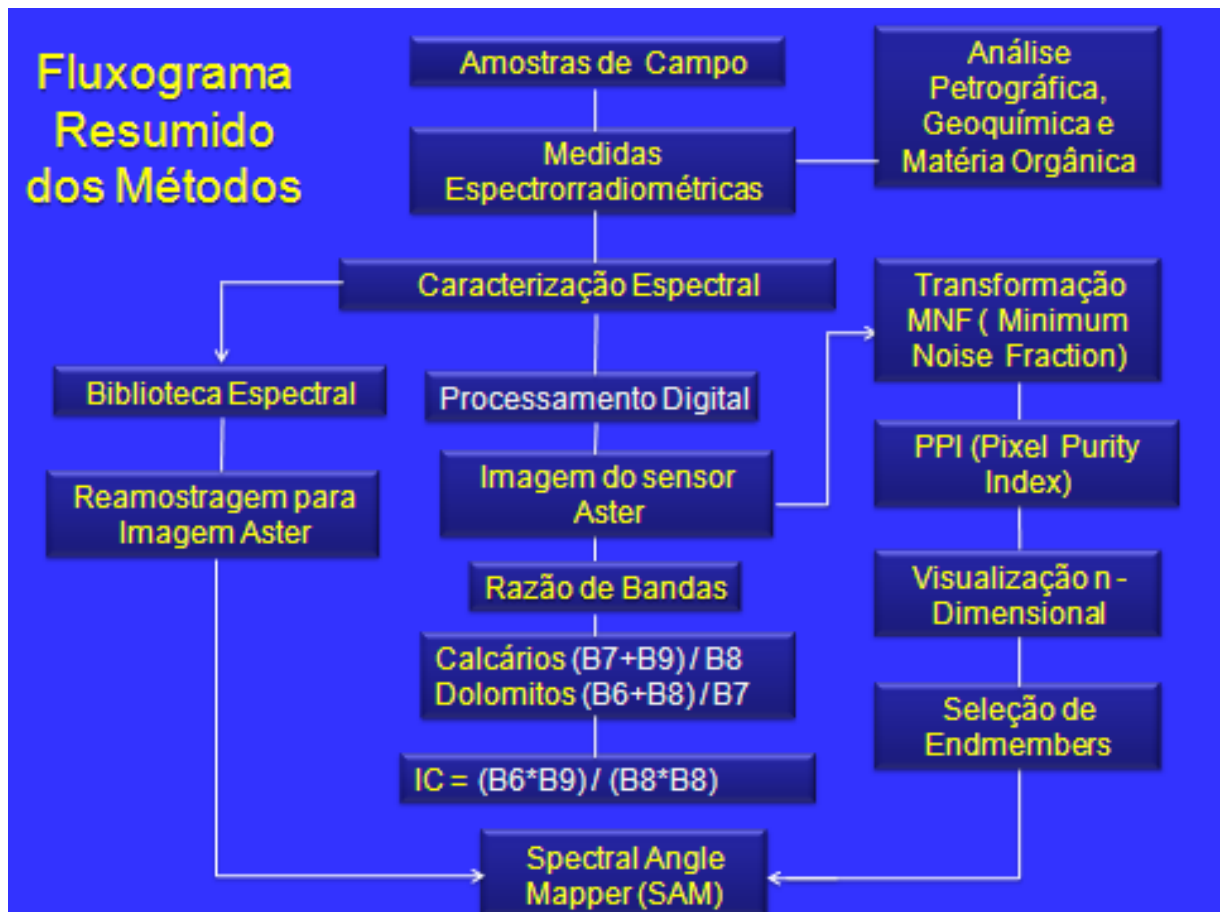 Fluxograma
Resumido
dos Métodos
Amostras de Campo
Análise
Petrográfica,
Geoquímica e
Matéria Orgânica
Medidas
Espectrorradiométricas
Caracterização Espectral
Transformação
MNF ( Minimum
Noise Fraction)
Biblioteca Espectral
Processamento Digital
PPI (Pixel Purity
Index)
Reamostragem para
Imagem Aster
Imagem do sensor
Aster
Razão de Bandas
Visualização n -
Dimensional
Calcários (B7+B9) / B8
Dolomitos (B6+B8) / B7
Seleção de
Endmembers
IC = (B6*B9) / (B8*B8)
Spectral Angle
Mapper (SAM)